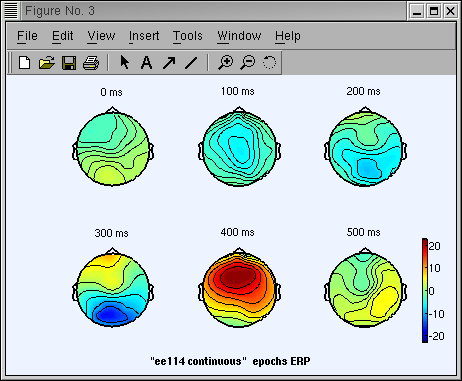 Figure No. 3
File Edit View Insert Tools Window Help
A
0 ms 100 ms 200 ms
300 ms 400 ms 500 ms
20
10
0
-10
-20
"ee114 continuous" epochs ERP